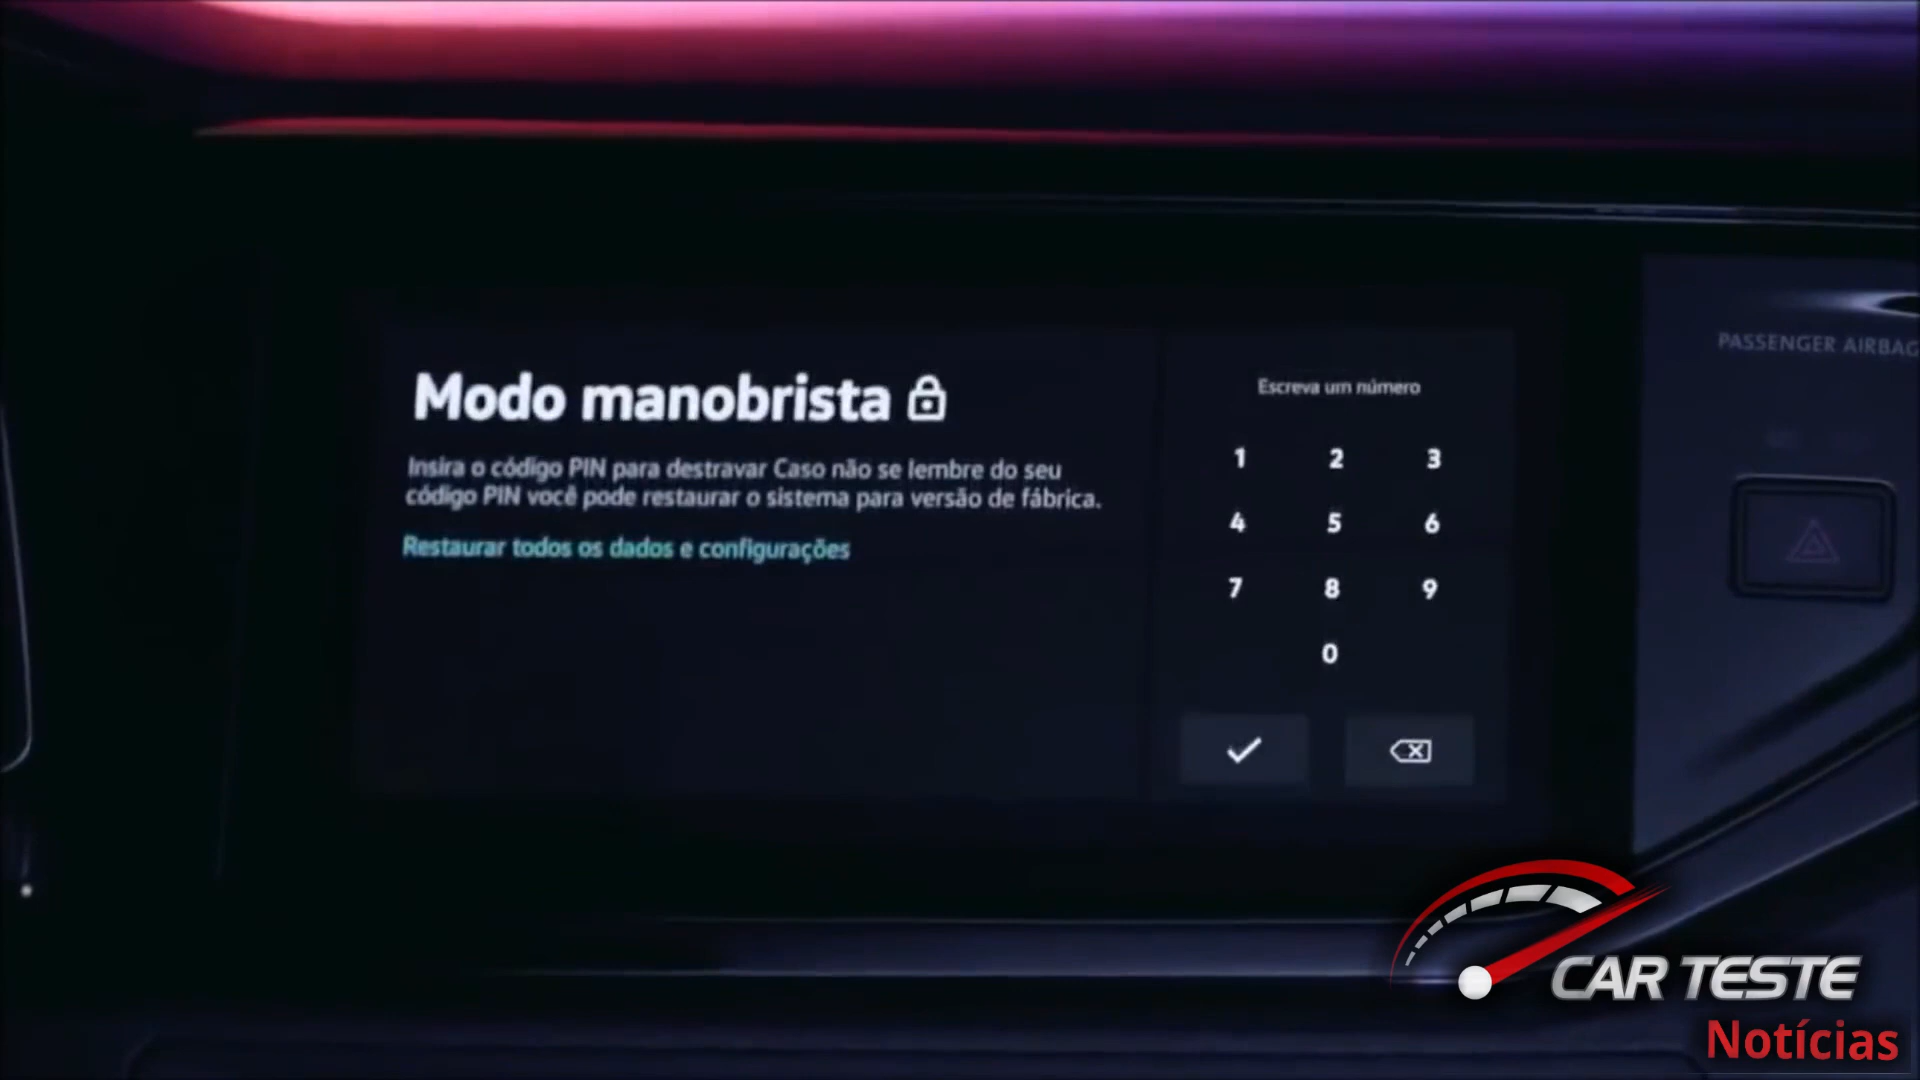 Modo manobrista
Insira o código PIN para destravar Caso não se lembre do seu
código PIN você pode restaurar o sistema para versão de fábrica.
Restaurar todos os dados e configurações
Escreva um número
1 2 3
4 5 6
7 8 9
0
PASSENGER AIRBAG
CAR TESTE
Notícias